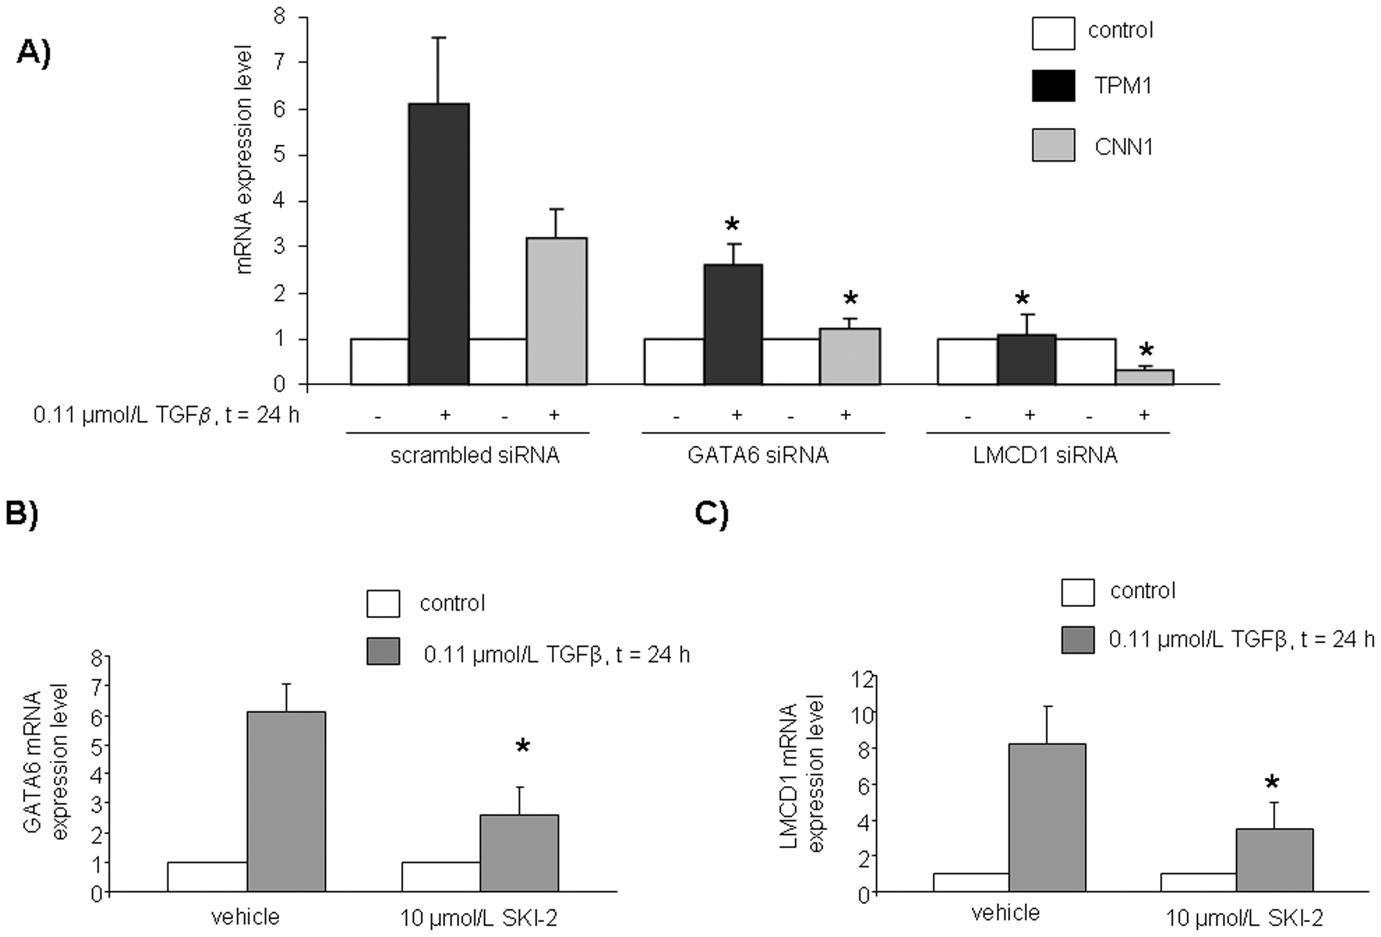 A)
mRNA expression level
8
7
6
5
4
3
2
1
0
control
TPM1
CNN1
*
*
*
*
0.11 µmol/L TGFβ, t = 24 h
- + - +
- + - +
- + - +
scrambled siRNA
GATA6 siRNA
LMCD1 siRNA
B)
control
0.11 µmol/L TGFβ, t = 24 h
GATA6 mRNA
expression level
8
7
6
5
4
3
2
1
0
*
vehicle
10 µmol/L SKI-2
C)
control
0.11 µmol/L TGFβ, t = 24 h
LMCD1 mRNA
expression level
12
10
8
6
4
2
0
*
vehicle
10 µmol/L SKI-2